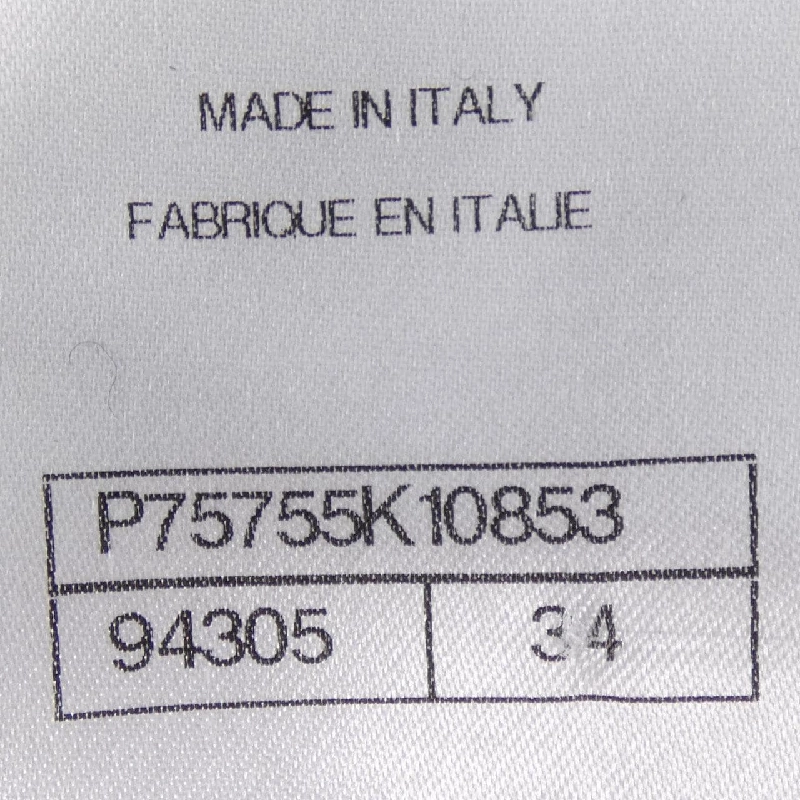 MADE IN ITALY
FABRIQUE EN ITALIE
P75755K10853
94305 34